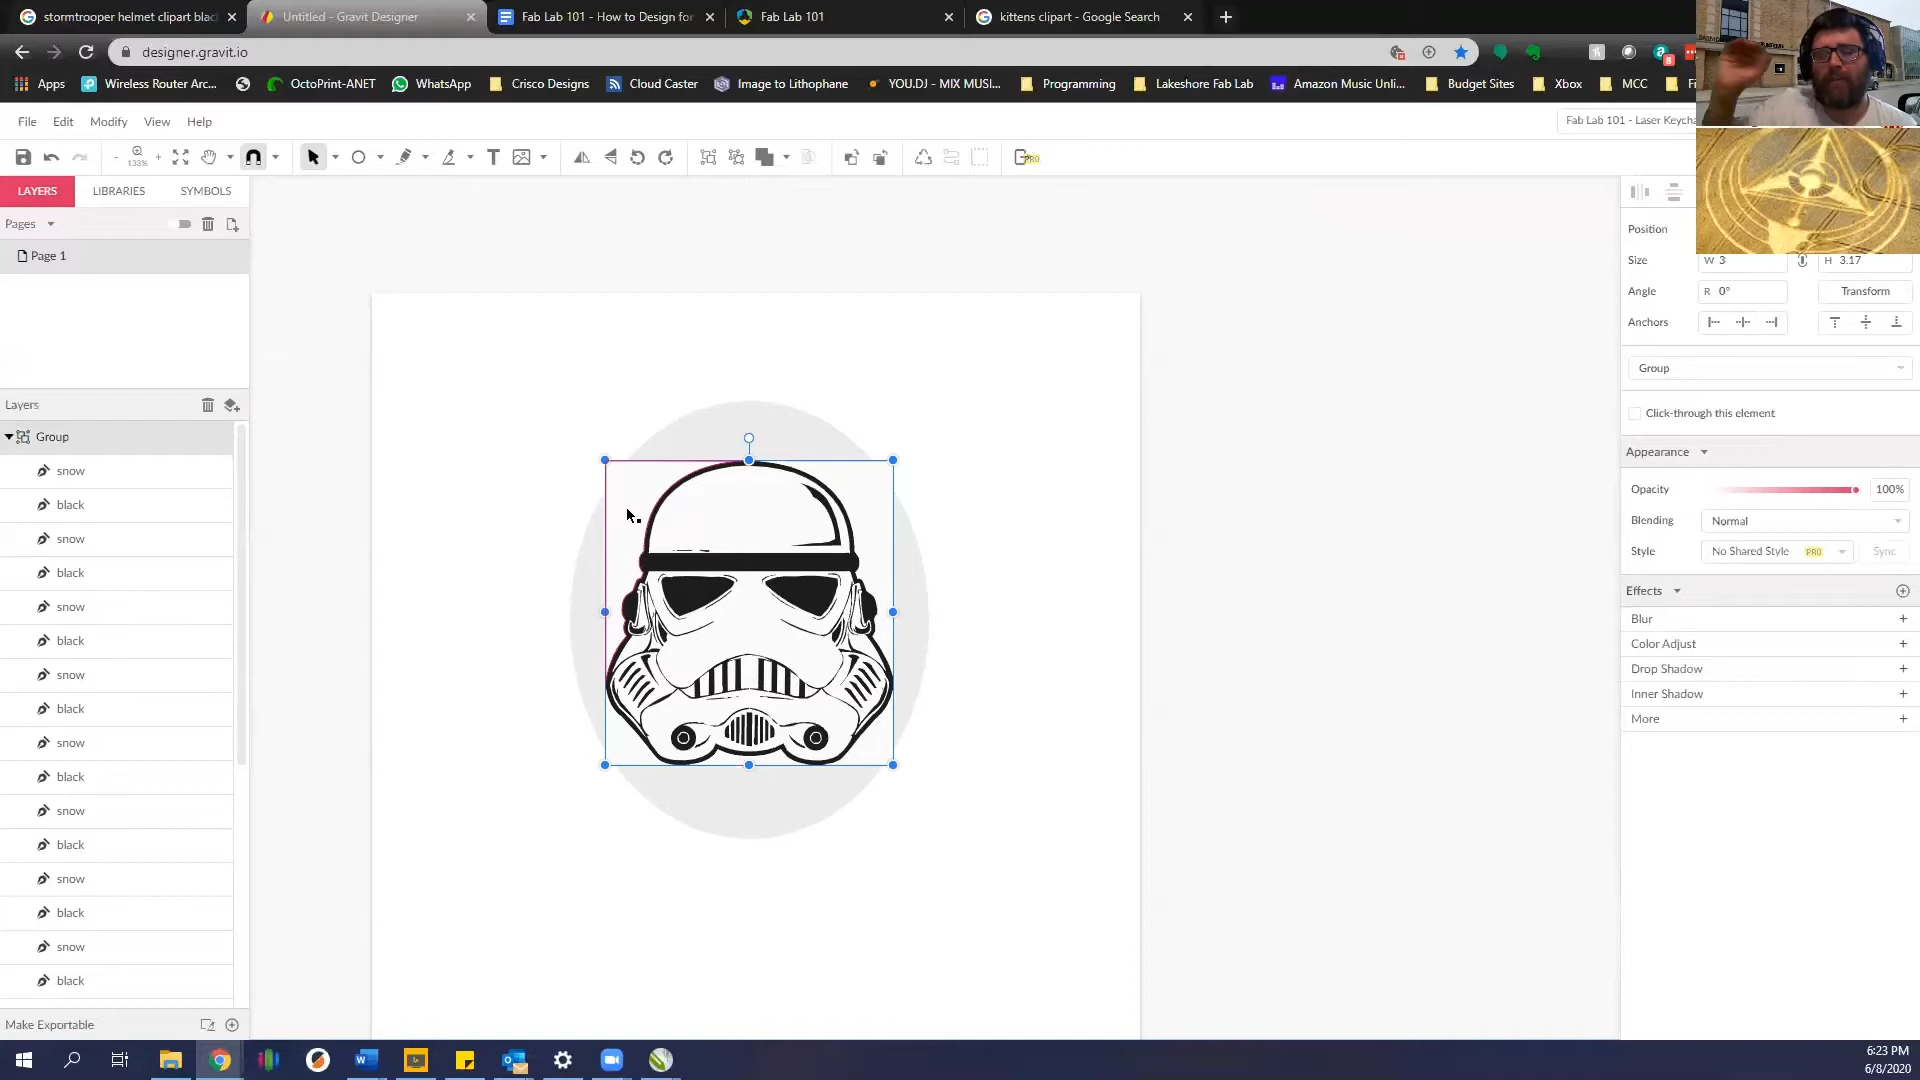 stormtrooper helmet clipart blac
Untitled - Gravit Designer
Fab Lab 101 - How to Design for
Fab Lab 101
kittens clipart - Google Search
designer.gravit.io
8
Apps
Wireless Router Arc...
OctoPrint-ANET
WhatsApp
Crisco Designs
Cloud Caster
Image to Lithophane
YOU.DJ - MIX MUSI...
Programming
Lakeshore Fab Lab
Amazon Music Unli...
Budget Sites
Xbox
MCC
File Edit Modify View Help
Fab Lab 101 - Laser Keycha
133%
PRO
LAYERS LIBRARIES SYMBOLS
Pages
Page 1
Layers
Group
snow
black
snow
black
snow
black
snow
black
snow
black
snow
black
snow
black
snow
black
Make Exportable
Position
Size W 3 H 3.17
Angle R 0° Transform
Anchors
Group
Click-through this element
Appearance
Opacity 100%
Blending Normal
Style No Shared Style PRO Sync
Effects
Blur
Color Adjust
Drop Shadow
Inner Shadow
More
6:23 PM
6/8/2020